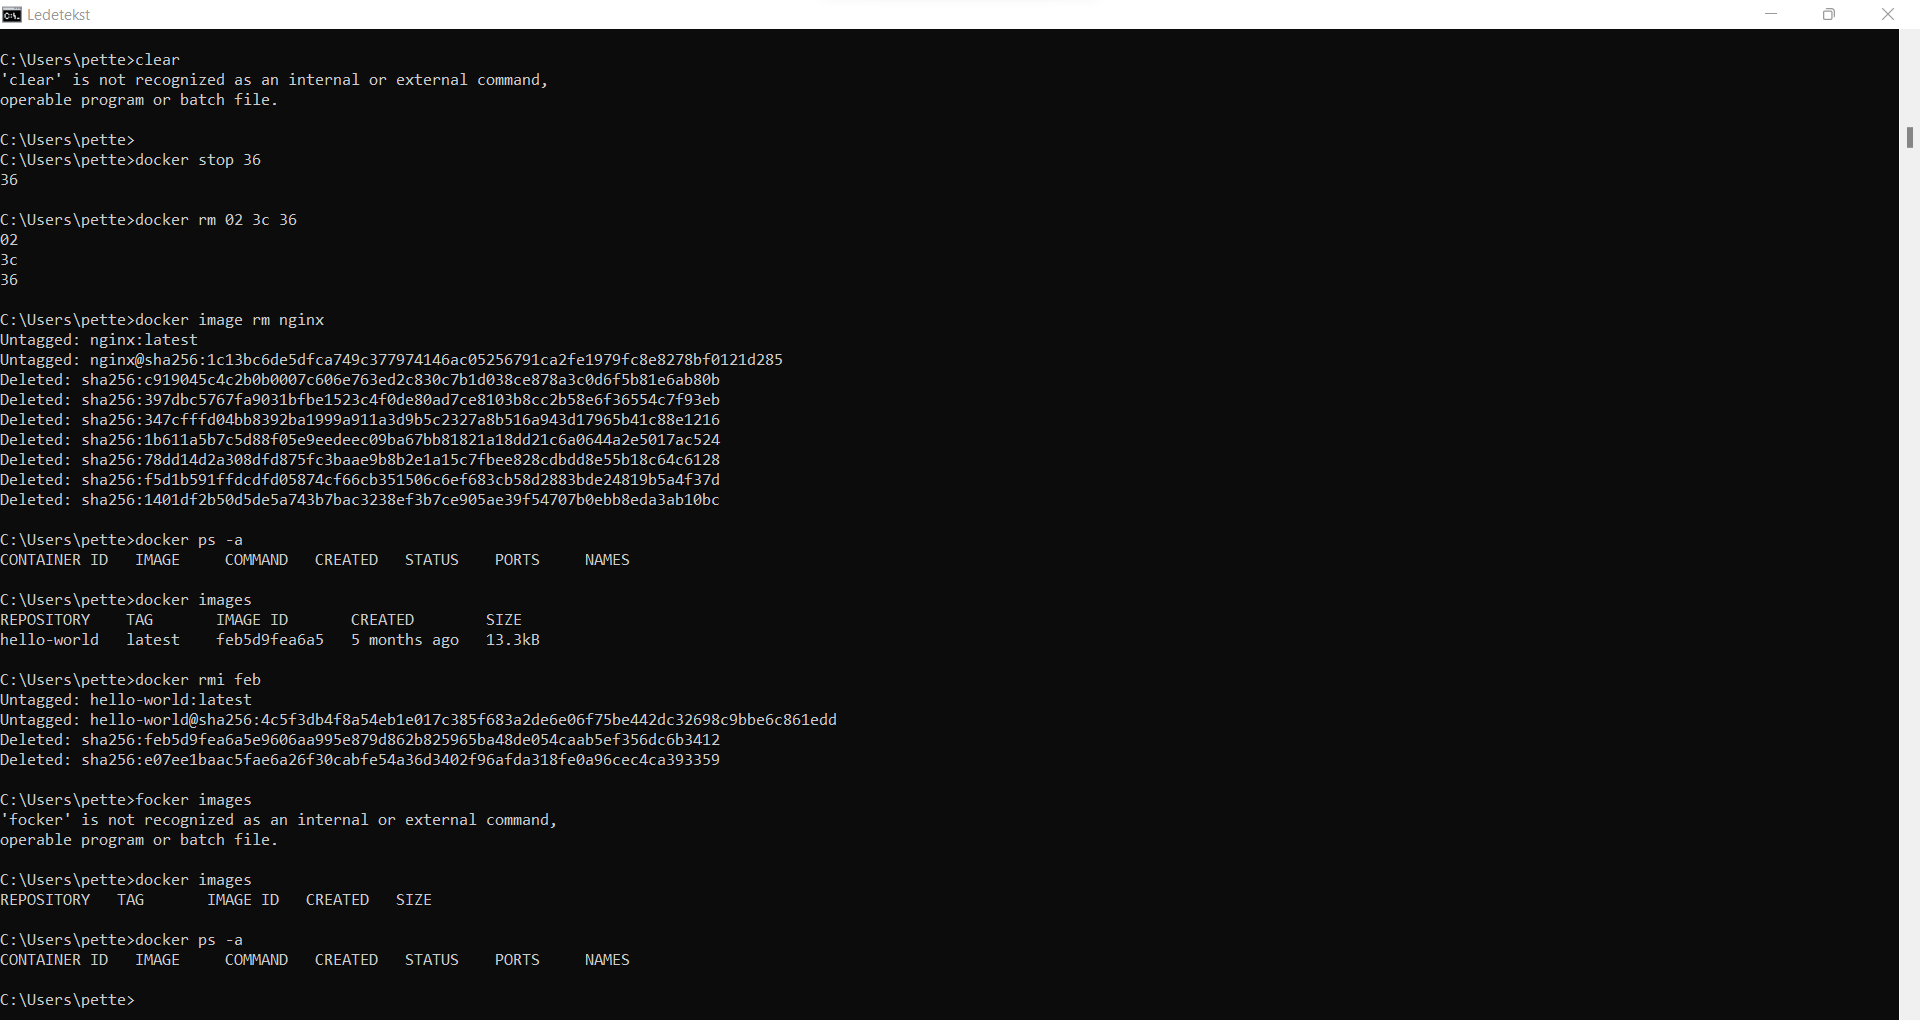 Ledetekst
C:\Users\pette>clear
'clear' is not recognized as an internal or external command,
operable program or batch file.
C:\Users\pette>
C:\Users\pette>docker stop 36
36
C:\Users\pette>docker rm 02 3c 36
02
3c
36
C:\Users\pette>docker image rm nginx
Untagged: nginx:latest
Untagged: nginx@sha256:1c13bc6de5dfca749c377974146ac05256791ca2fe1979fc8e8278bf0121d285
Deleted: sha256:c919045c4c2b0b0007c606e763ed2c830c7b1d038ce878a3c0d6f5b81e6ab80b
Deleted: sha256:397dbc5767fa9031bfbe1523c4f0de80ad7ce8103b8cc2b58e6f36554c7f93eb
Deleted: sha256:347cfffd04bb8392ba1999a911a3d9b5c2327a8b516a943d17965b41c88e1216
Deleted: sha256:1b611a5b7c5d88f05e9eedeec09ba67bb81821a18dd21c6a0644a2e5017ac524
Deleted: sha256:78dd14d2a308dfd875fc3baae9b8b2e1a15c7fbee828cdbdd8e55b18c64c6128
Deleted: sha256:f5d1b591ffdcdfd05874cf66cb351506c6ef683cb58d2883bde24819b5a4f37d
Deleted: sha256:1401df2b50d5de5a743b7bac3238ef3b7ce905ae39f54707b0ebb8eda3ab10bc
C:\Users\pette>docker ps -a
CONTAINER ID   IMAGE     COMMAND   CREATED   STATUS    PORTS     NAMES
C:\Users\pette>docker images
REPOSITORY    TAG       IMAGE ID       CREATED        SIZE
hello-world   latest    feb5d9fea6a5   5 months ago   13.3kB
C:\Users\pette>docker rmi feb
Untagged: hello-world:latest
Untagged: hello-world@sha256:4c5f3db4f8a54eb1e017c385f683a2de6e06f75be442dc32698c9bbe6c861edd
Deleted: sha256:feb5d9fea6a5e9606aa995e879d862b825965ba48de054caab5ef356dc6b3412
Deleted: sha256:e07ee1baac5fae6a26f30cabfe54a36d3402f96afda318fe0a96cec4ca393359
C:\Users\pette>focker images
'focker' is not recognized as an internal or external command,
operable program or batch file.
C:\Users\pette>docker images
REPOSITORY   TAG       IMAGE ID   CREATED   SIZE
C:\Users\pette>docker ps -a
CONTAINER ID   IMAGE     COMMAND   CREATED   STATUS    PORTS     NAMES
C:\Users\pette>